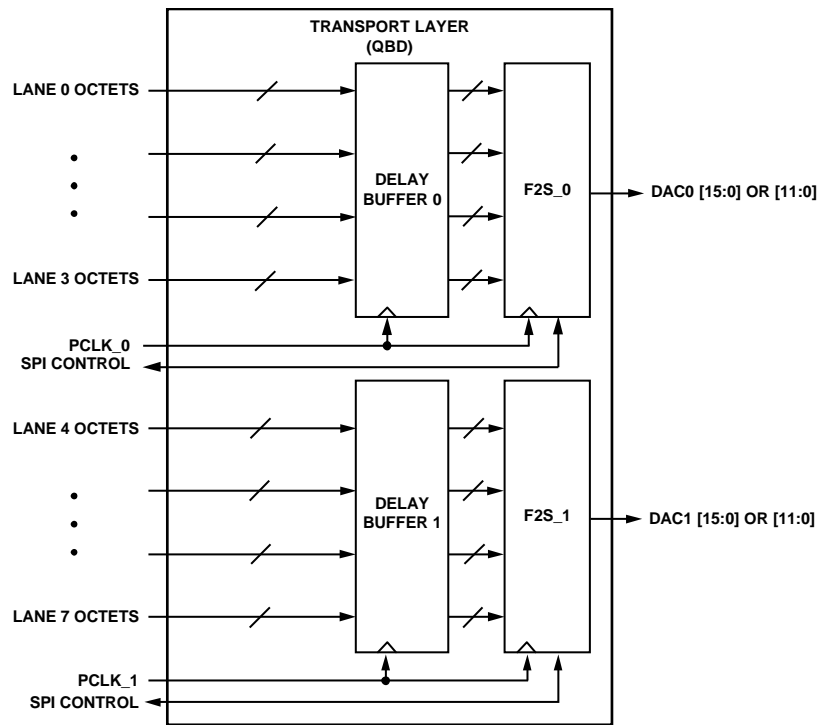 TRANSPORT LAYER
(QBD)
LANE 0 OCTETS
LANE 3 OCTETS
DELAY
BUFFER 0
F2S_0
DAC0 [15:0] OR [11:0]
PCLK_0
SPI CONTROL
LANE 4 OCTETS
LANE 7 OCTETS
DELAY
BUFFER 1
F2S_1
DAC1 [15:0] OR [11:0]
PCLK_1
SPI CONTROL